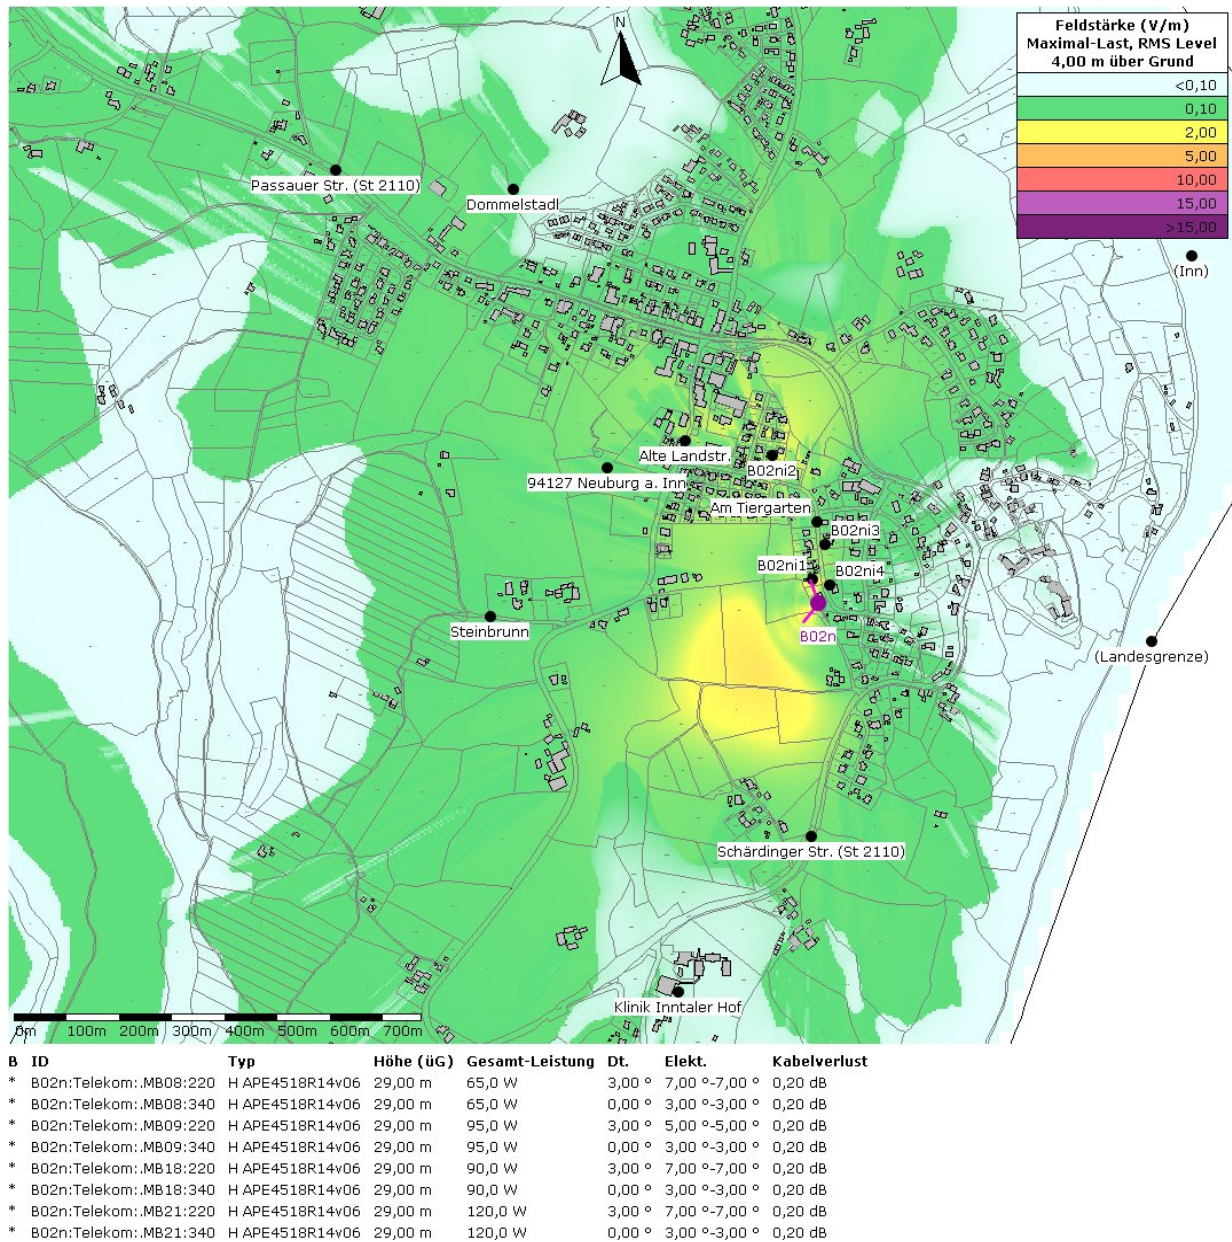 N
Feldstärke (V/m)
Maximal-Last, RMS Level
4,00 m über Grund
<0,10
0,10
2,00
5,00
10,00
15,00
>15,00
Passauer Str. (St 2110)
Dommelstadl
(Inn)
Alte Landstr.
B02ni2
94127 Neuburg a. Inn
Am Tiergarten
B02ni3
B02ni1
B02ni4
Steinbrunn
B02n
(Landesgrenze)
Schärdinger Str. (St 2110)
Klinik Inntaler Hof
0m 100m 200m 300m 400m 500m 600m 700m
B ID Typ Höhe (üG) Gesamt-Leistung Dt. Elekt. Kabelverlust
* B02n:Telekom:.MB08:220 H APE4518R14v06 29,00 m 65,0 W 3,00 ° 7,00 °-7,00 ° 0,20 dB
* B02n:Telekom:.MB08:340 H APE4518R14v06 29,00 m 65,0 W 0,00 ° 3,00 °-3,00 ° 0,20 dB
* B02n:Telekom:.MB09:220 H APE4518R14v06 29,00 m 95,0 W 3,00 ° 5,00 °-5,00 ° 0,20 dB
* B02n:Telekom:.MB09:340 H APE4518R14v06 29,00 m 95,0 W 0,00 ° 3,00 °-3,00 ° 0,20 dB
* B02n:Telekom:.MB18:220 H APE4518R14v06 29,00 m 90,0 W 3,00 ° 7,00 °-7,00 ° 0,20 dB
* B02n:Telekom:.MB18:340 H APE4518R14v06 29,00 m 90,0 W 0,00 ° 3,00 °-3,00 ° 0,20 dB
* B02n:Telekom:.MB21:220 H APE4518R14v06 29,00 m 120,0 W 3,00 ° 7,00 °-7,00 ° 0,20 dB
* B02n:Telekom:.MB21:340 H APE4518R14v06 29,00 m 120,0 W 0,00 ° 3,00 °-3,00 ° 0,20 dB